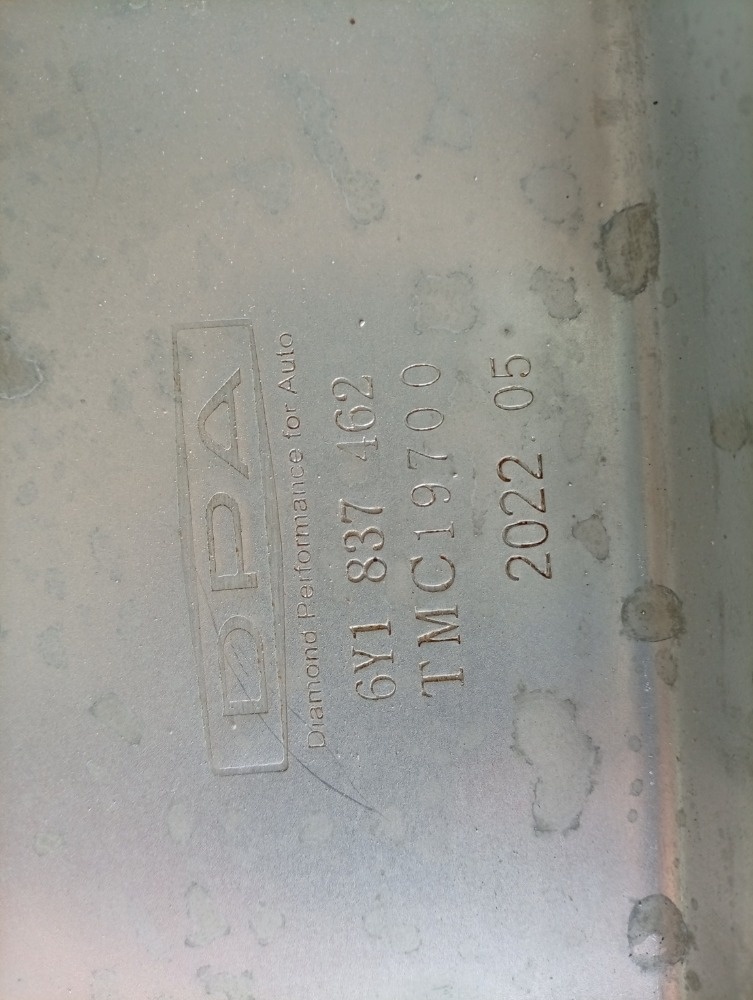 DPA
Diamond Performance for Auto
6Y1 837 462
TMC19700
2022 05